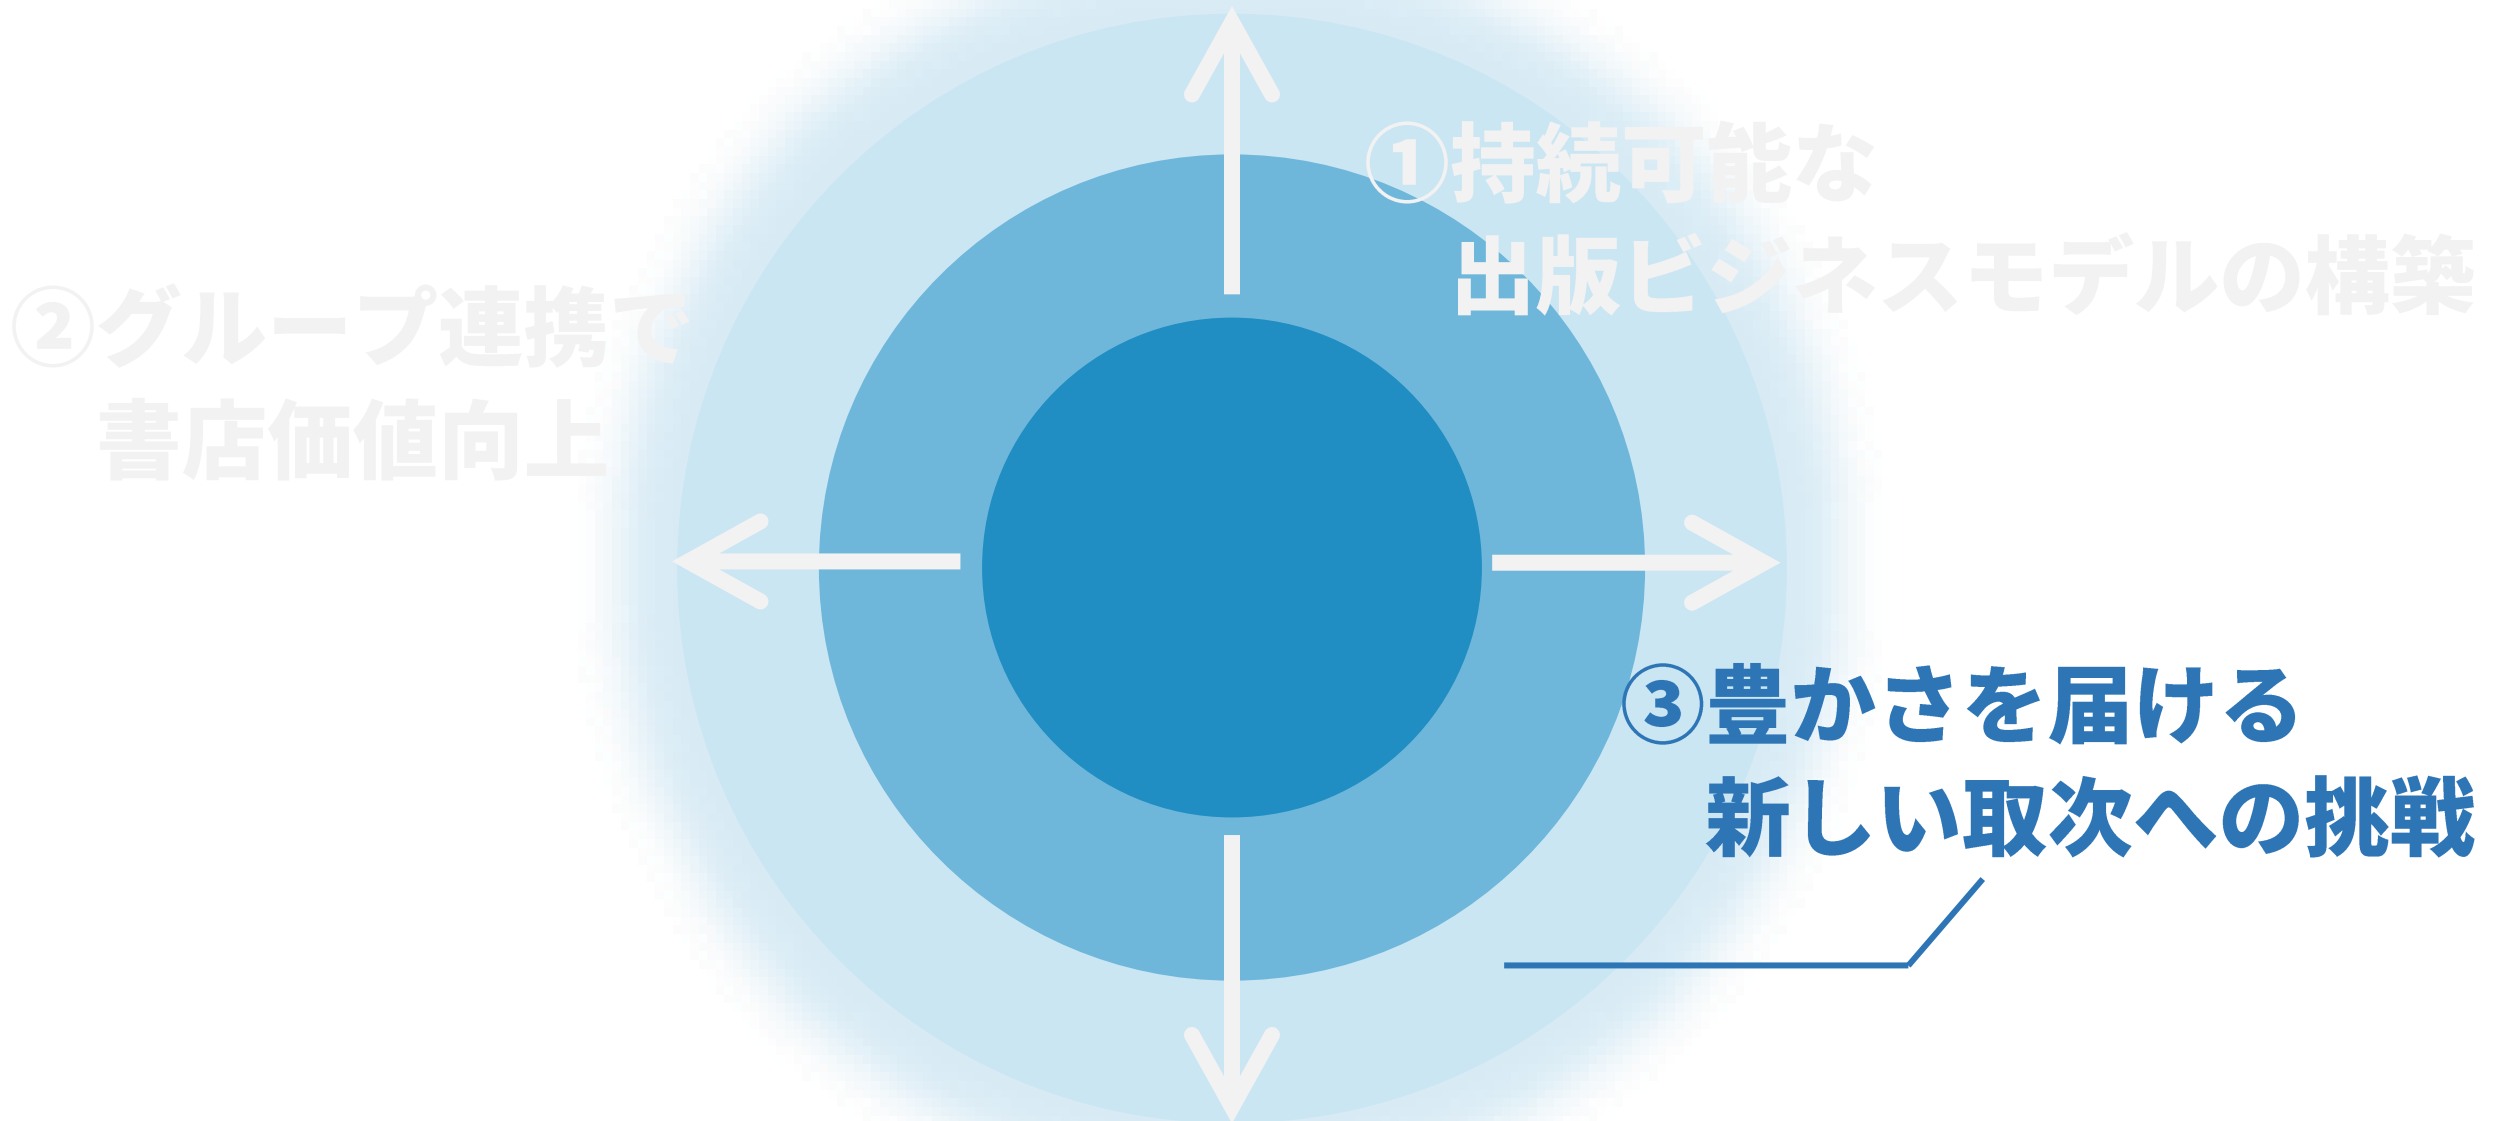 ①持続可能な
出版ビジネスモデルの構築
②グループ連携で
書店価値向上
③豊かさを届ける
新しい取次への挑戦